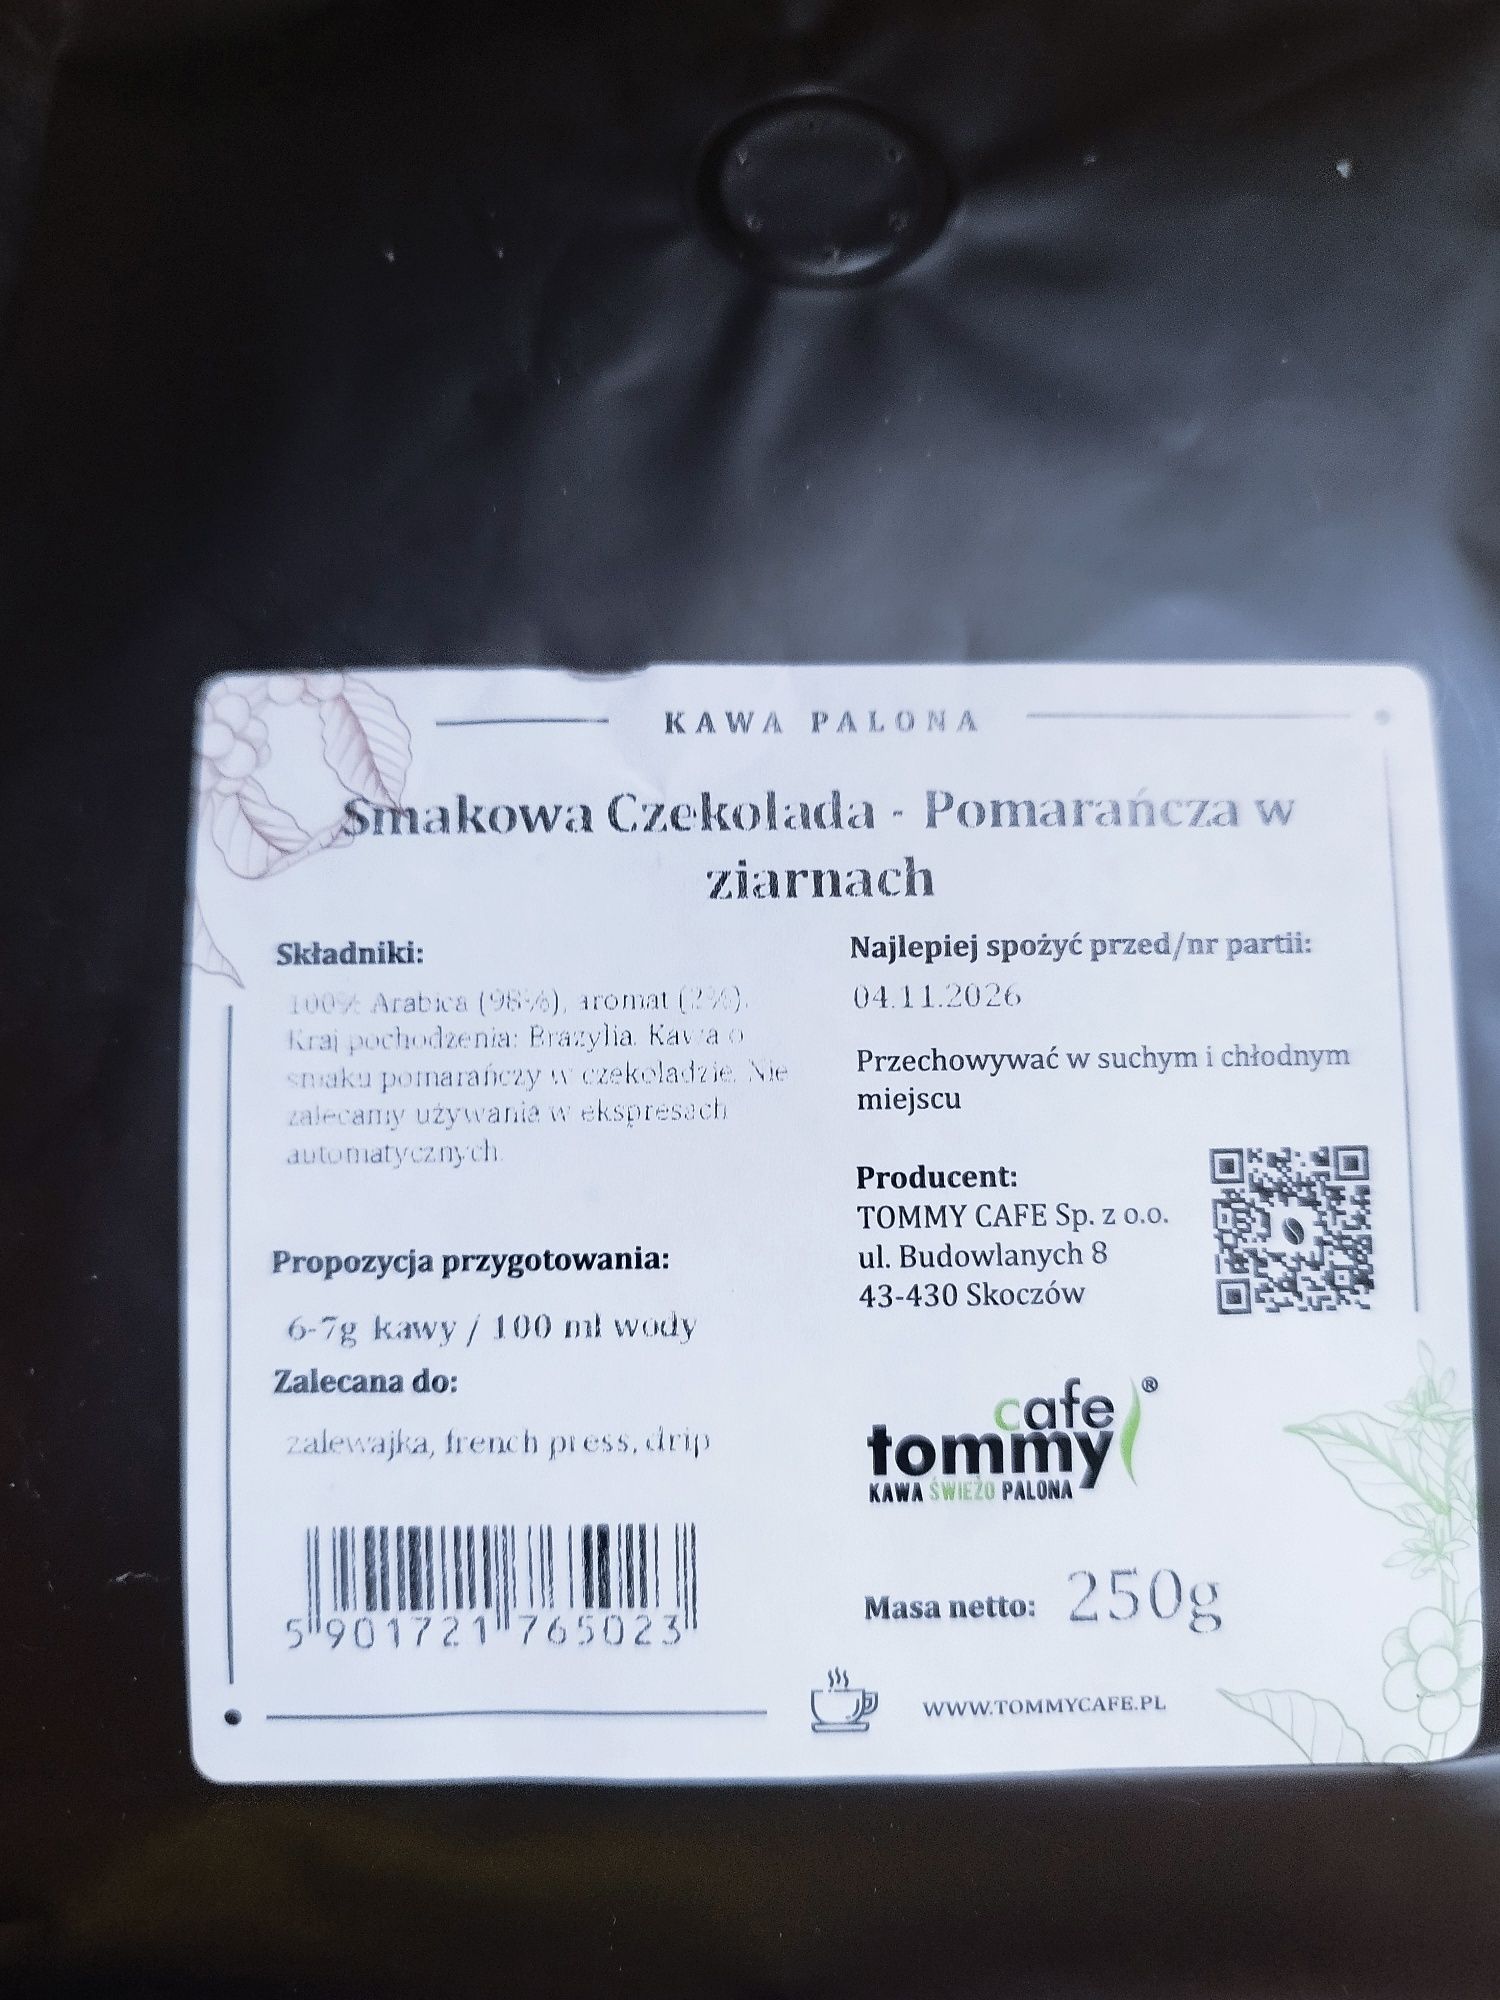 KAWA PALONA
Smakowa Czekolada - Pomarańcza w
ziarnach
Składniki:
100% Arabica (98%), aromat (2%).
Kraj pochodzenia: Brazylia. Kawa o
smaku pomarańczy w czekoladzie. Nie
zalecamy używania w ekspresach
automatycznych.
Propozycja przygotowania:
6-7g kawy / 100 ml wody
Zalecana do:
zalewajka, french press, drip
5 901721 765023
Najlepiej spożyć przed/nr partii:
04.11.2026
Przechowywać w suchym i chłodnym
miejscu
Producent:
TOMMY CAFE Sp. z o.o.
ul. Budowlanych 8
43-430 Skoczów
cafe ®
tommy
KAWA ŚWIEŻO PALONA
Masa netto: 250g
WWW.TOMMYCAFE.PL